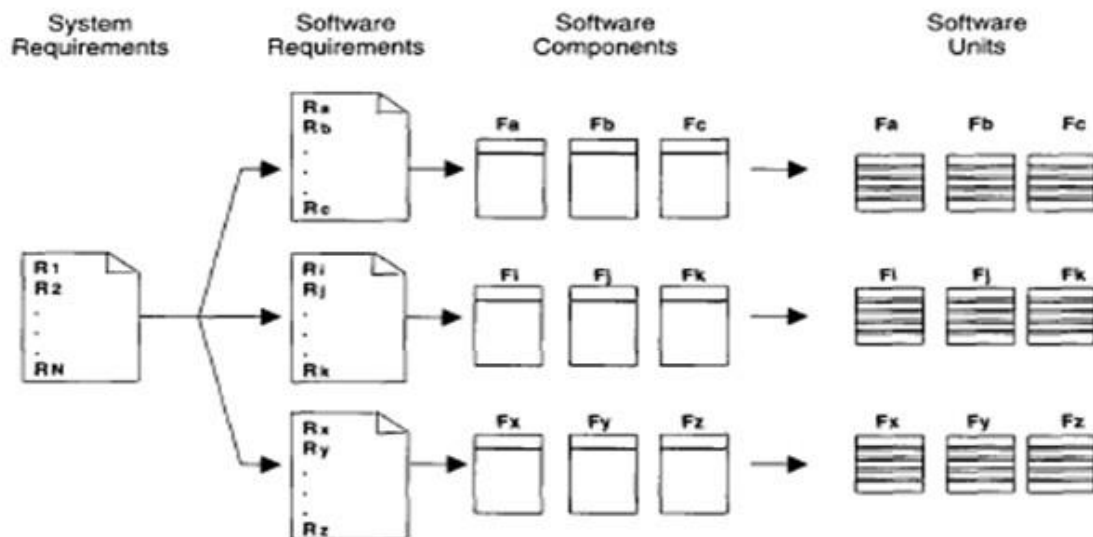 System
Requirements
Software
Requirements
Software
Components
Software
Units
Ra
Rb
.
.
.
Rc
Fa Fb Fc
Fa Fb Fc
R1
R2
.
.
.
RN
Ri
Rj
.
.
.
Rk
Fi Fj Fk
Fi Fj Fk
Rx
Ry
.
.
.
Rz
Fx Fy Fz
Fx Fy Fz